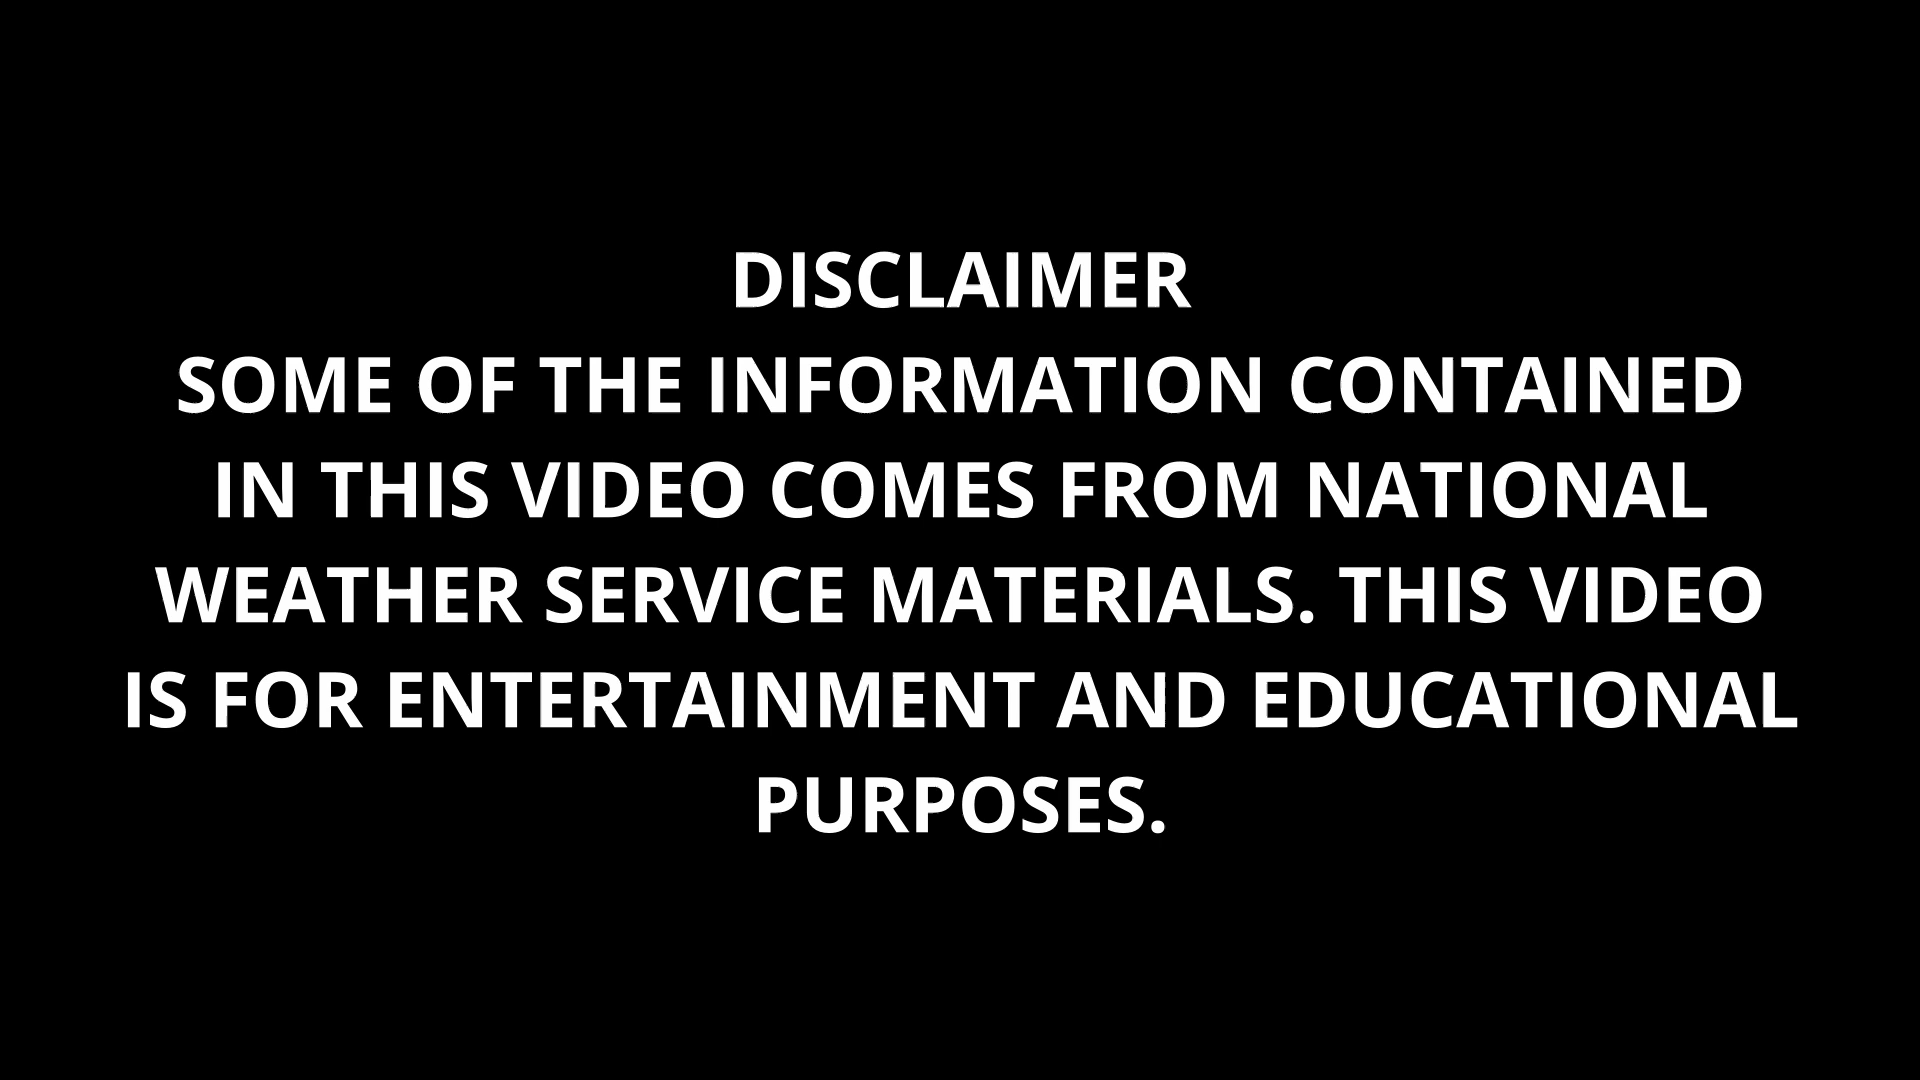 DISCLAIMER
SOME OF THE INFORMATION CONTAINED
IN THIS VIDEO COMES FROM NATIONAL
WEATHER SERVICE MATERIALS. THIS VIDEO
IS FOR ENTERTAINMENT AND EDUCATIONAL
PURPOSES.